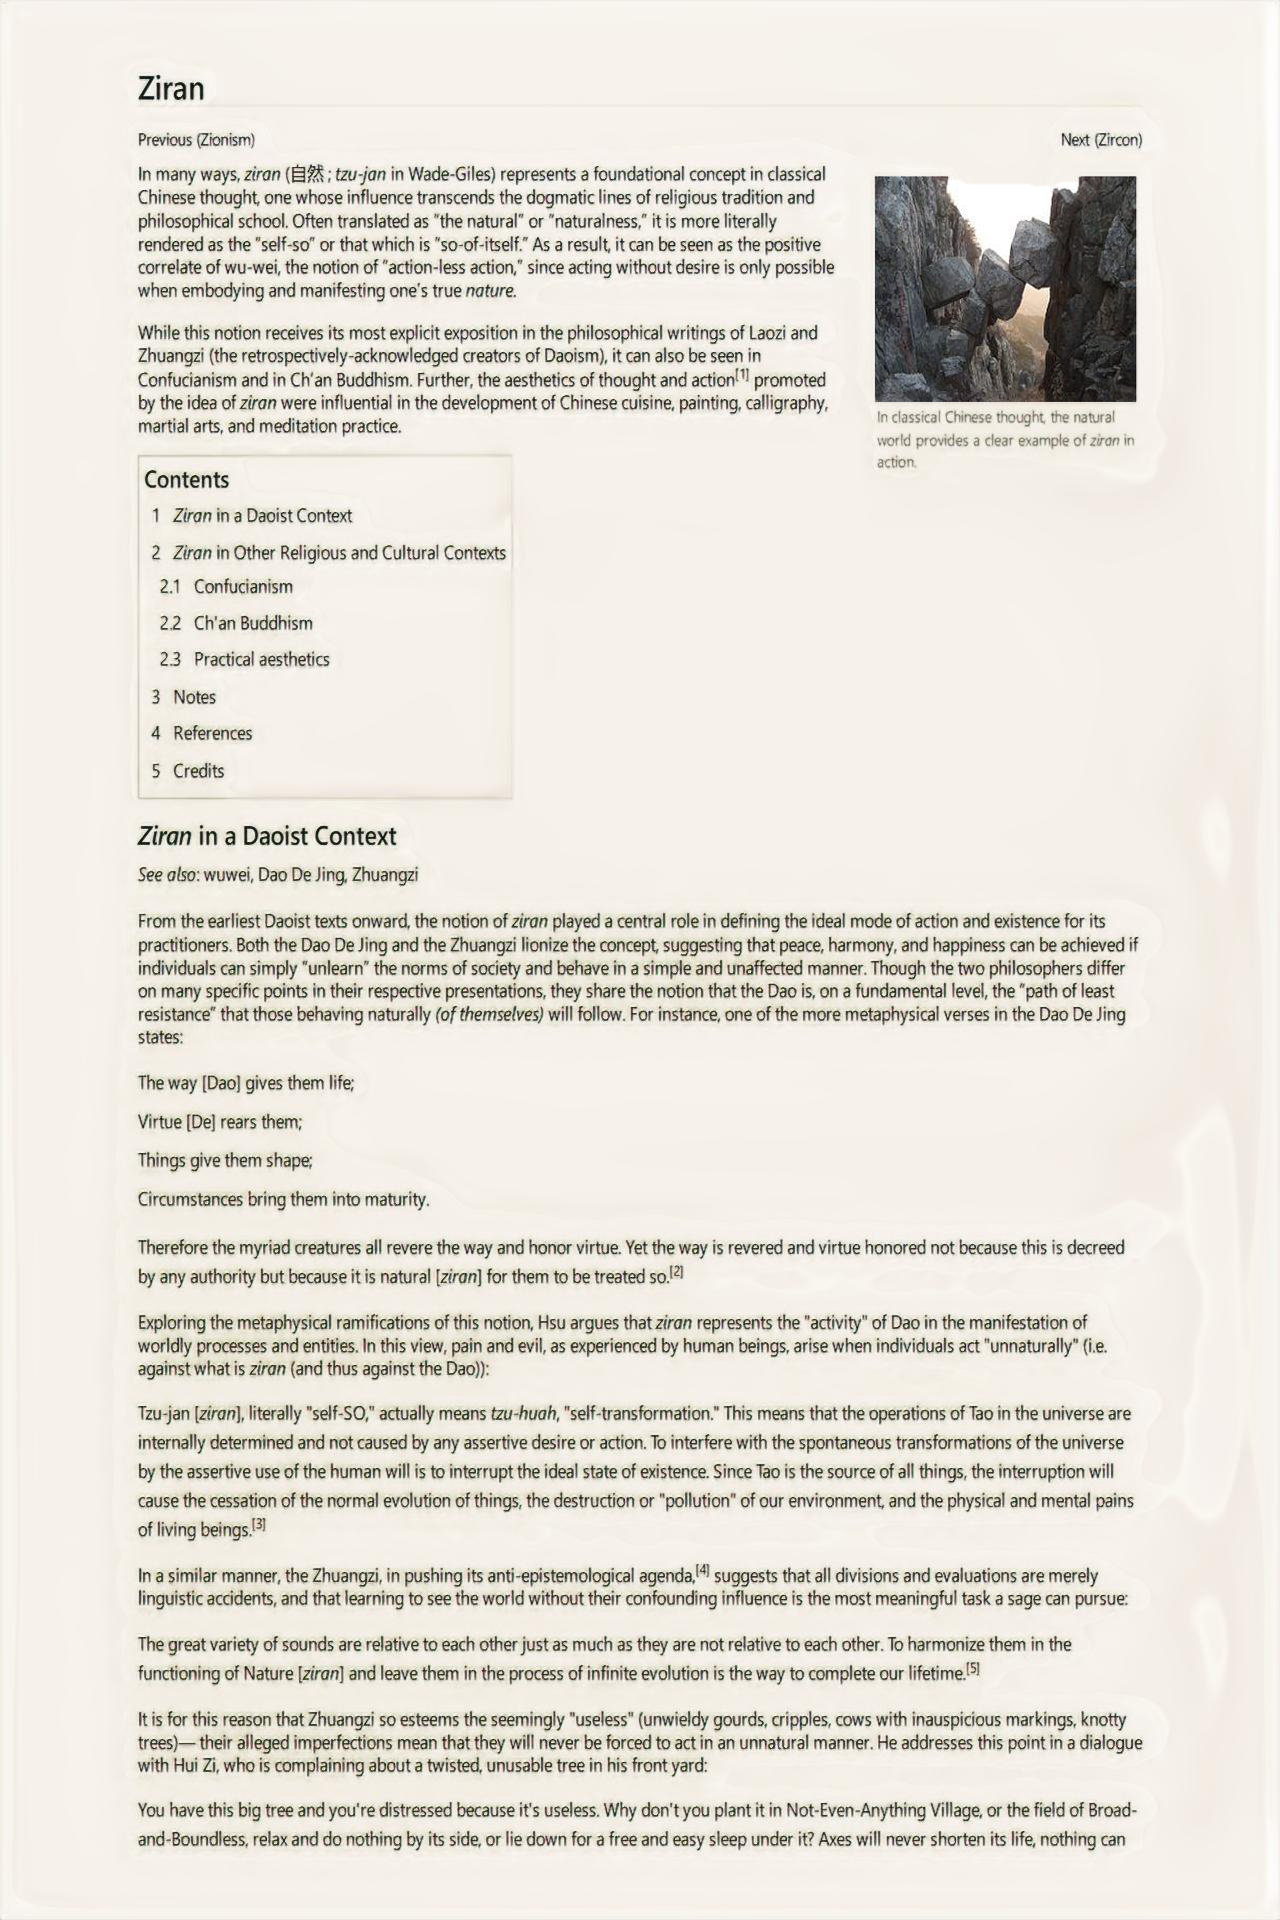 Ziran
Previous (Zionism)
Next (Zircon)
In many ways, ziran (自然; tzu-jan in Wade-Giles) represents a foundational concept in classical
Chinese thought, one whose influence transcends the dogmatic lines of religious tradition and
philosophical school. Often translated as "the natural" or "naturalness," it is more literally
rendered as the "self-so" or that which is "so-of-itself." As a result, it can be seen as the positive
correlate of wu-wei, the notion of "action-less action," since acting without desire is only possible
when embodying and manifesting one's true nature.
In classical Chinese thought, the natural
world provides a clear example of ziran in
action.
While this notion receives its most explicit exposition in the philosophical writings of Laozi and
Zhuangzi (the retrospectively-acknowledged creators of Daoism), it can also be seen in
Confucianism and in Ch'an Buddhism. Further, the aesthetics of thought and action[1] promoted
by the idea of ziran were influential in the development of Chinese cuisine, painting, calligraphy,
martial arts, and meditation practice.
Contents
1 Ziran in a Daoist Context
2 Ziran in Other Religious and Cultural Contexts
2.1 Confucianism
2.2 Ch'an Buddhism
2.3 Practical aesthetics
3 Notes
4 References
5 Credits
Ziran in a Daoist Context
See also: wuwei, Dao De Jing, Zhuangzi
From the earliest Daoist texts onward, the notion of ziran played a central role in defining the ideal mode of action and existence for its
practitioners. Both the Dao De Jing and the Zhuangzi lionize the concept, suggesting that peace, harmony, and happiness can be achieved if
individuals can simply "unlearn" the norms of society and behave in a simple and unaffected manner. Though the two philosophers differ
on many specific points in their respective presentations, they share the notion that the Dao is, on a fundamental level, the "path of least
resistance" that those behaving naturally (of themselves) will follow. For instance, one of the more metaphysical verses in the Dao De Jing
states:
The way [Dao] gives them life;
Virtue [De] rears them;
Things give them shape;
Circumstances bring them into maturity.
Therefore the myriad creatures all revere the way and honor virtue. Yet the way is revered and virtue honored not because this is decreed
by any authority but because it is natural [ziran] for them to be treated so.[2]
Exploring the metaphysical ramifications of this notion, Hsu argues that ziran represents the "activity" of Dao in the manifestation of
worldly processes and entities. In this view, pain and evil, as experienced by human beings, arise when individuals act "unnaturally" (i.e.
against what is ziran (and thus against the Dao)):
Tzu-jan [ziran], literally "self-SO," actually means tzu-huah, "self-transformation." This means that the operations of Tao in the universe are
internally determined and not caused by any assertive desire or action. To interfere with the spontaneous transformations of the universe
by the assertive use of the human will is to interrupt the ideal state of existence. Since Tao is the source of all things, the interruption will
cause the cessation of the normal evolution of things, the destruction or "pollution" of our environment, and the physical and mental pains
of living beings.[3]
In a similar manner, the Zhuangzi, in pushing its anti-epistemological agenda,[4] suggests that all divisions and evaluations are merely
linguistic accidents, and that learning to see the world without their confounding influence is the most meaningful task a sage can pursue:
The great variety of sounds are relative to each other just as much as they are not relative to each other. To harmonize them in the
functioning of Nature [ziran] and leave them in the process of infinite evolution is the way to complete our lifetime.[5]
It is for this reason that Zhuangzi so esteems the seemingly "useless" (unwieldy gourds, cripples, cows with inauspicious markings, knotty
trees)— their alleged imperfections mean that they will never be forced to act in an unnatural manner. He addresses this point in a dialogue
with Hui Zi, who is complaining about a twisted, unusable tree in his front yard:
You have this big tree and you're distressed because it's useless. Why don't you plant it in Not-Even-Anything Village, or the field of Broad-
and-Boundless, relax and do nothing by its side, or lie down for a free and easy sleep under it? Axes will never shorten its life, nothing can